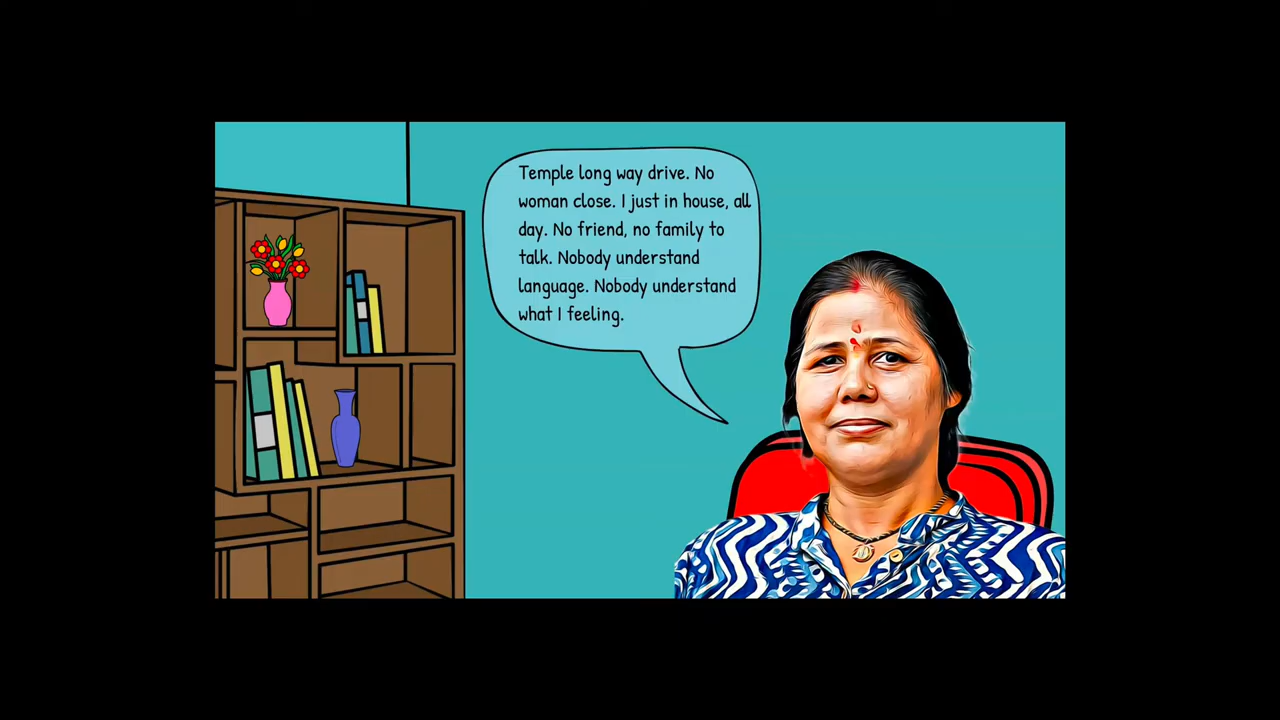 Temple long way drive. No
woman close. I just in house, all
day. No friend, no family to
talk. Nobody understand
language. Nobody understand
what I feeling.